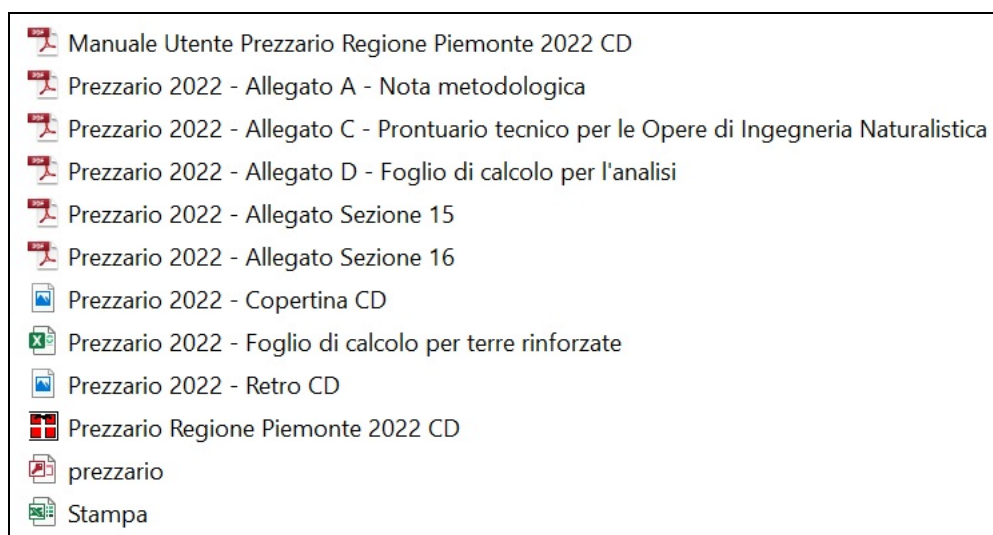 Manuale Utente Prezzario Regione Piemonte 2022 CD
Prezzario 2022 - Allegato A - Nota metodologica
Prezzario 2022 - Allegato C - Prontuario tecnico per le Opere di Ingegneria Naturalistica
Prezzario 2022 - Allegato D - Foglio di calcolo per l'analisi
Prezzario 2022 - Allegato Sezione 15
Prezzario 2022 - Allegato Sezione 16
Prezzario 2022 - Copertina CD
Prezzario 2022 - Foglio di calcolo per terre rinforzate
Prezzario 2022 - Retro CD
Prezzario Regione Piemonte 2022 CD
prezzario
Stampa